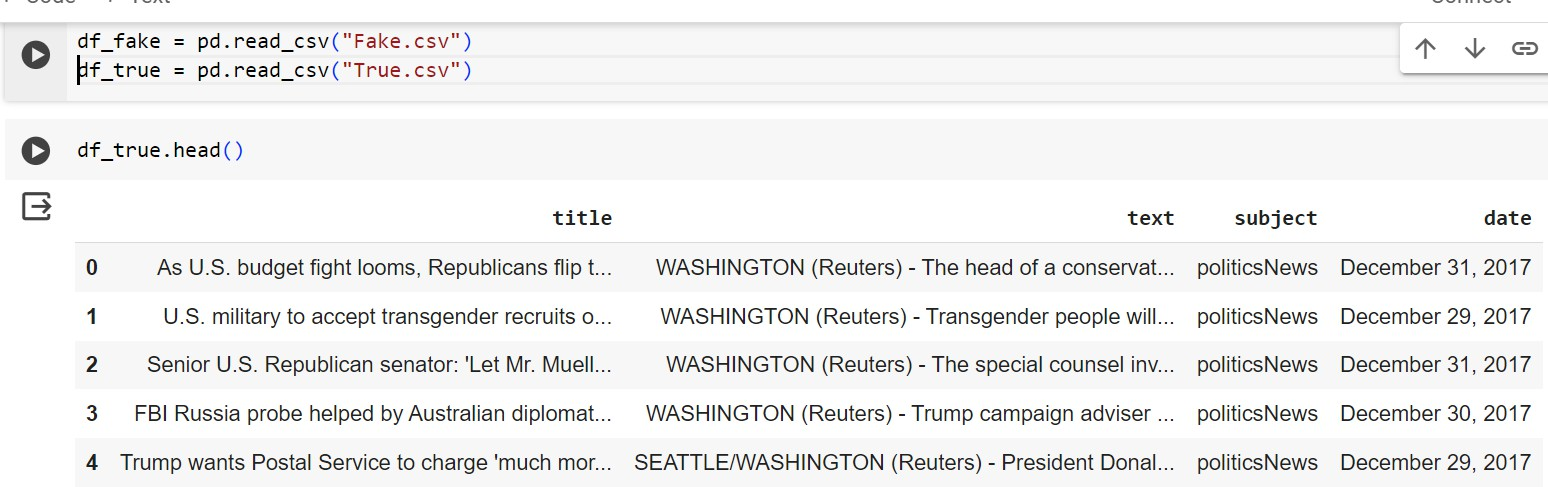 df_fake = pd.read_csv("Fake.csv")
df_true = pd.read_csv("True.csv")
df_true.head()
title text subject date
0 As U.S. budget fight looms, Republicans flip t... WASHINGTON (Reuters) - The head of a conservat... politicsNews December 31, 2017
1 U.S. military to accept transgender recruits o... WASHINGTON (Reuters) - Transgender people will... politicsNews December 29, 2017
2 Senior U.S. Republican senator: 'Let Mr. Muell... WASHINGTON (Reuters) - The special counsel inv... politicsNews December 31, 2017
3 FBI Russia probe helped by Australian diplomat... WASHINGTON (Reuters) - Trump campaign adviser ... politicsNews December 30, 2017
4 Trump wants Postal Service to charge 'much mor... SEATTLE/WASHINGTON (Reuters) - President Donal... politicsNews December 29, 2017